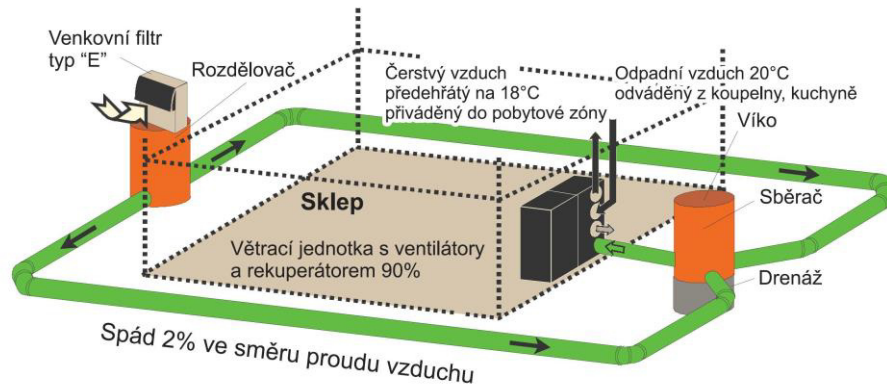 Venkovní filtr
typ "E"
Rozdělovač
Čerstvý vzduch
předehřátý na 18°C
přiváděný do pobytové zóny
Odpadní vzduch 20°C
odváděný z koupelny, kuchyně
Víko
Sklep
Sběrač
Větrací jednotka s ventilátory
a rekuperátorem 90%
Drenáž
Spád 2% ve směru proudu vzduchu